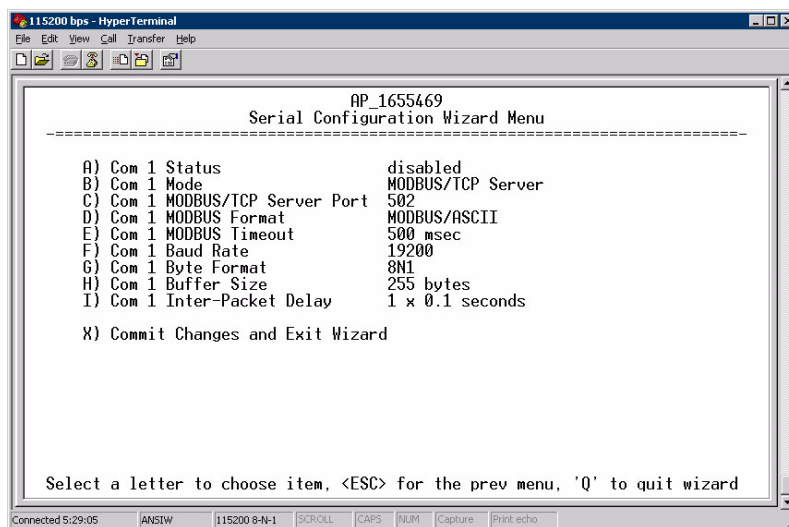 115200 bps - HyperTerminal
File Edit View Call Transfer Help
AP_1655469
Serial Configuration Wizard Menu
-==========================================================================-
A) Com 1 Status disabled
B) Com 1 Mode MODBUS/TCP Server
C) Com 1 MODBUS/TCP Server Port 502
D) Com 1 MODBUS Format MODBUS/ASCII
E) Com 1 MODBUS Timeout 500 msec
F) Com 1 Baud Rate 19200
G) Com 1 Byte Format 8N1
H) Com 1 Buffer Size 255 bytes
I) Com 1 Inter-Packet Delay 1 x 0.1 seconds
X) Commit Changes and Exit Wizard
Select a letter to choose item, <ESC> for the prev menu, 'Q' to quit wizard
Connected 5:29:05 ANSIW 115200 8-N-1 SCROLL CAPS NUM Capture Print echo